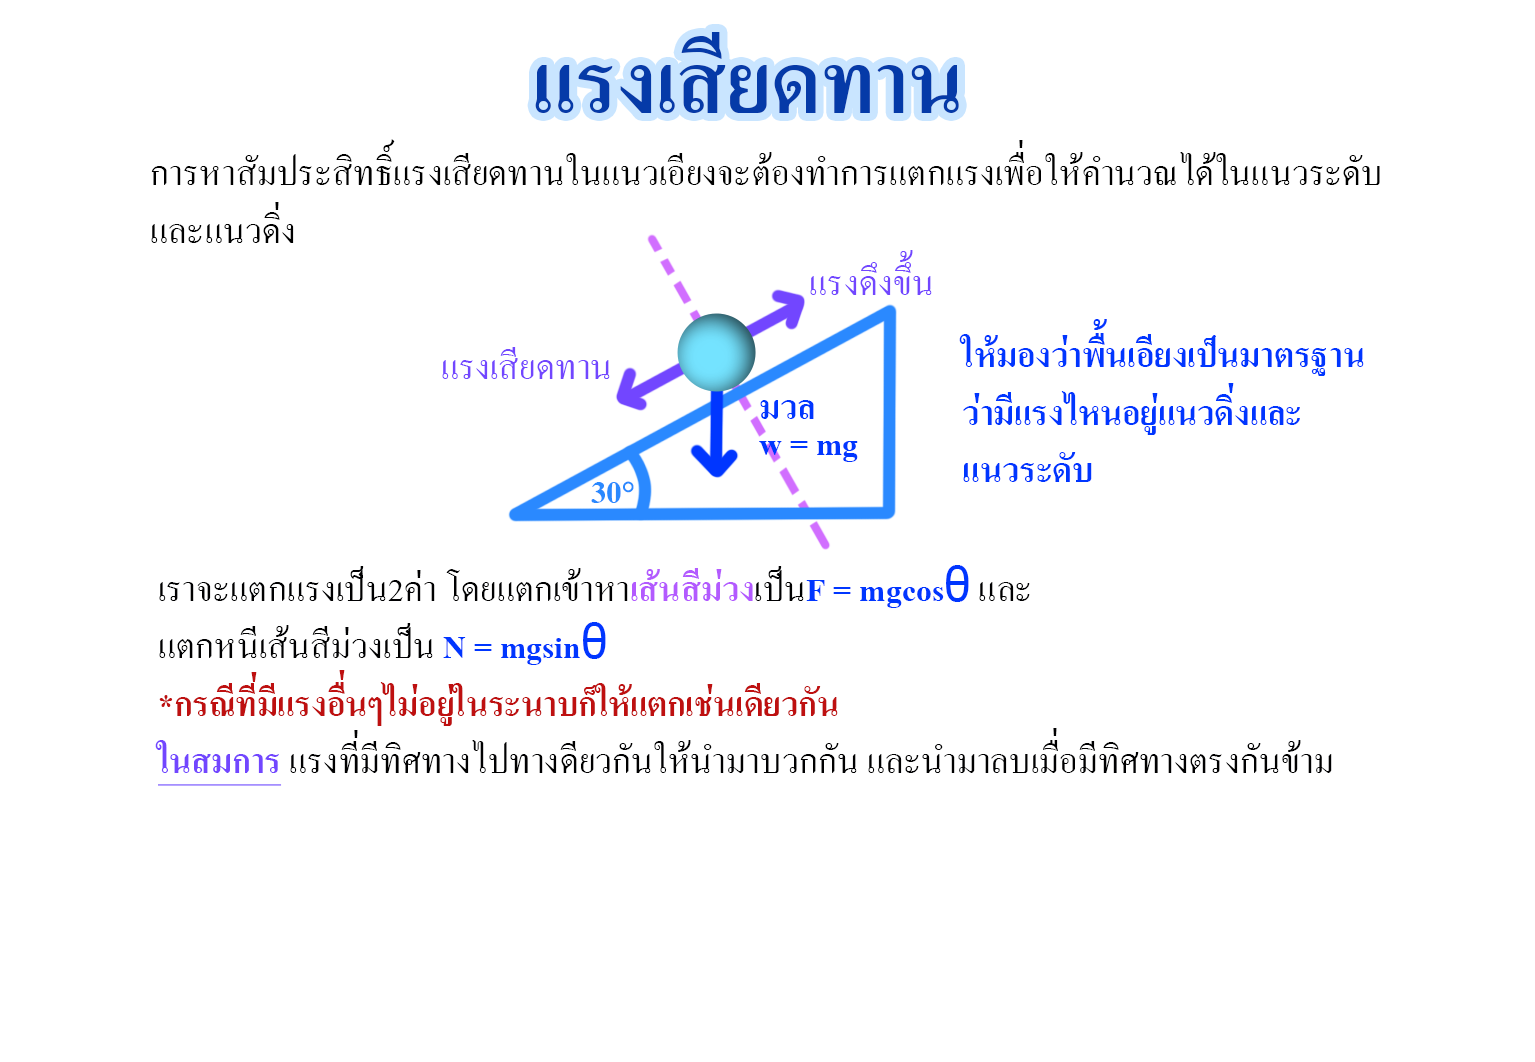 แรงเสียดทาน
การหาสัมประสิทธิ์แรงเสียดทานในแนวเอียงจะต้องทำการแตกแรงเพื่อให้คำนวณได้ในแนวระดับ
และแนวดิ่ง
แรงดึงขึ้น
แรงเสียดทาน
มวล
w = mg
30°
ให้มองว่าพื้นเอียงเป็นมาตรฐาน
ว่ามีแรงไหนอยู่แนวดิ่งและ
แนวระดับ
เราจะแตกแรงเป็น2ค่า โดยแตกเข้าหาเส้นสีม่วงเป็นF = mgcosθ และ
แตกหนีเส้นสีม่วงเป็น N = mgsinθ
*กรณีที่มีแรงอื่นๆไม่อยู่ในระนาบก็ให้แตกเช่นเดียวกัน
ในสมการ แรงที่มีทิศทางไปทางดียวกันให้นำมาบวกกัน และนำมาลบเมื่อมีทิศทางตรงกันข้าม